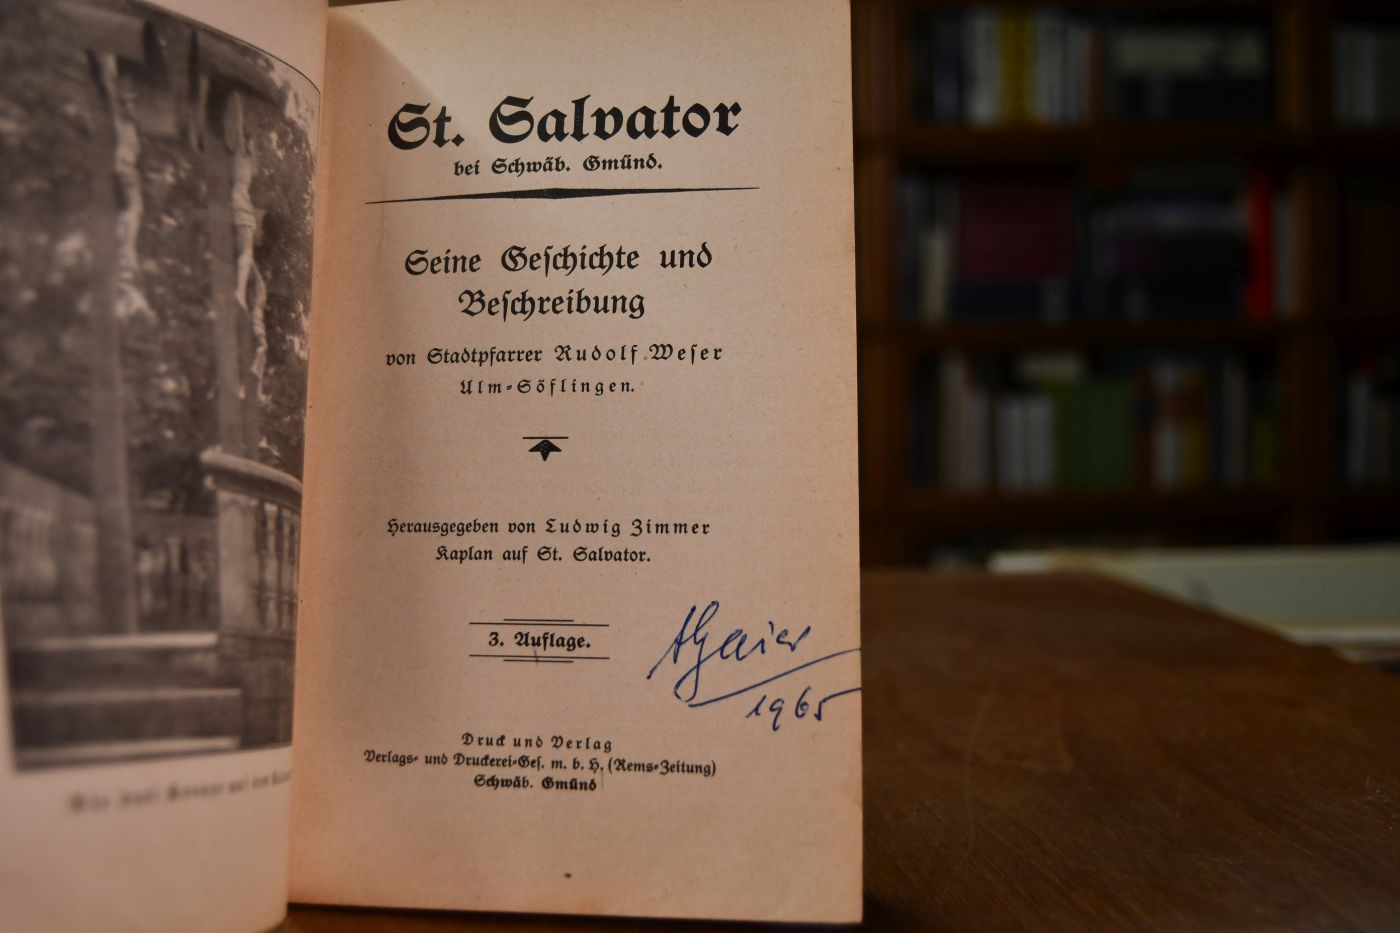 St. Salvator
bei Schwäb. Gmünd.
Seine Geſchichte und
Beſchreibung
von Stadtpfarrer Rudolf Weſer
Ulm-Söflingen.
Herausgegeben von Ludwig Zimmer
Kaplan auf St. Salvator.
3. Auflage.
1965
Druck und Verlag
Verlags- und Druckerei-Geſ. m. b. H. (Rems-Zeitung)
Schwäb. Gmünd